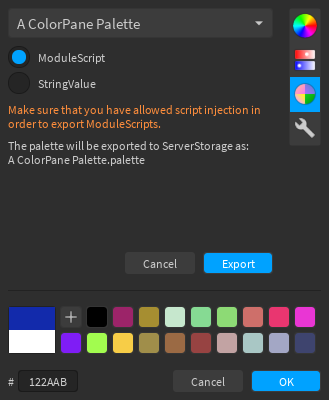 A ColorPane Palette
ModuleScript
StringValue
Make sure that you have allowed script injection in
order to export ModuleScripts.
The palette will be exported to ServerStorage as:
A ColorPane Palette.palette
Cancel
Export
+
# 122AAB
Cancel
OK